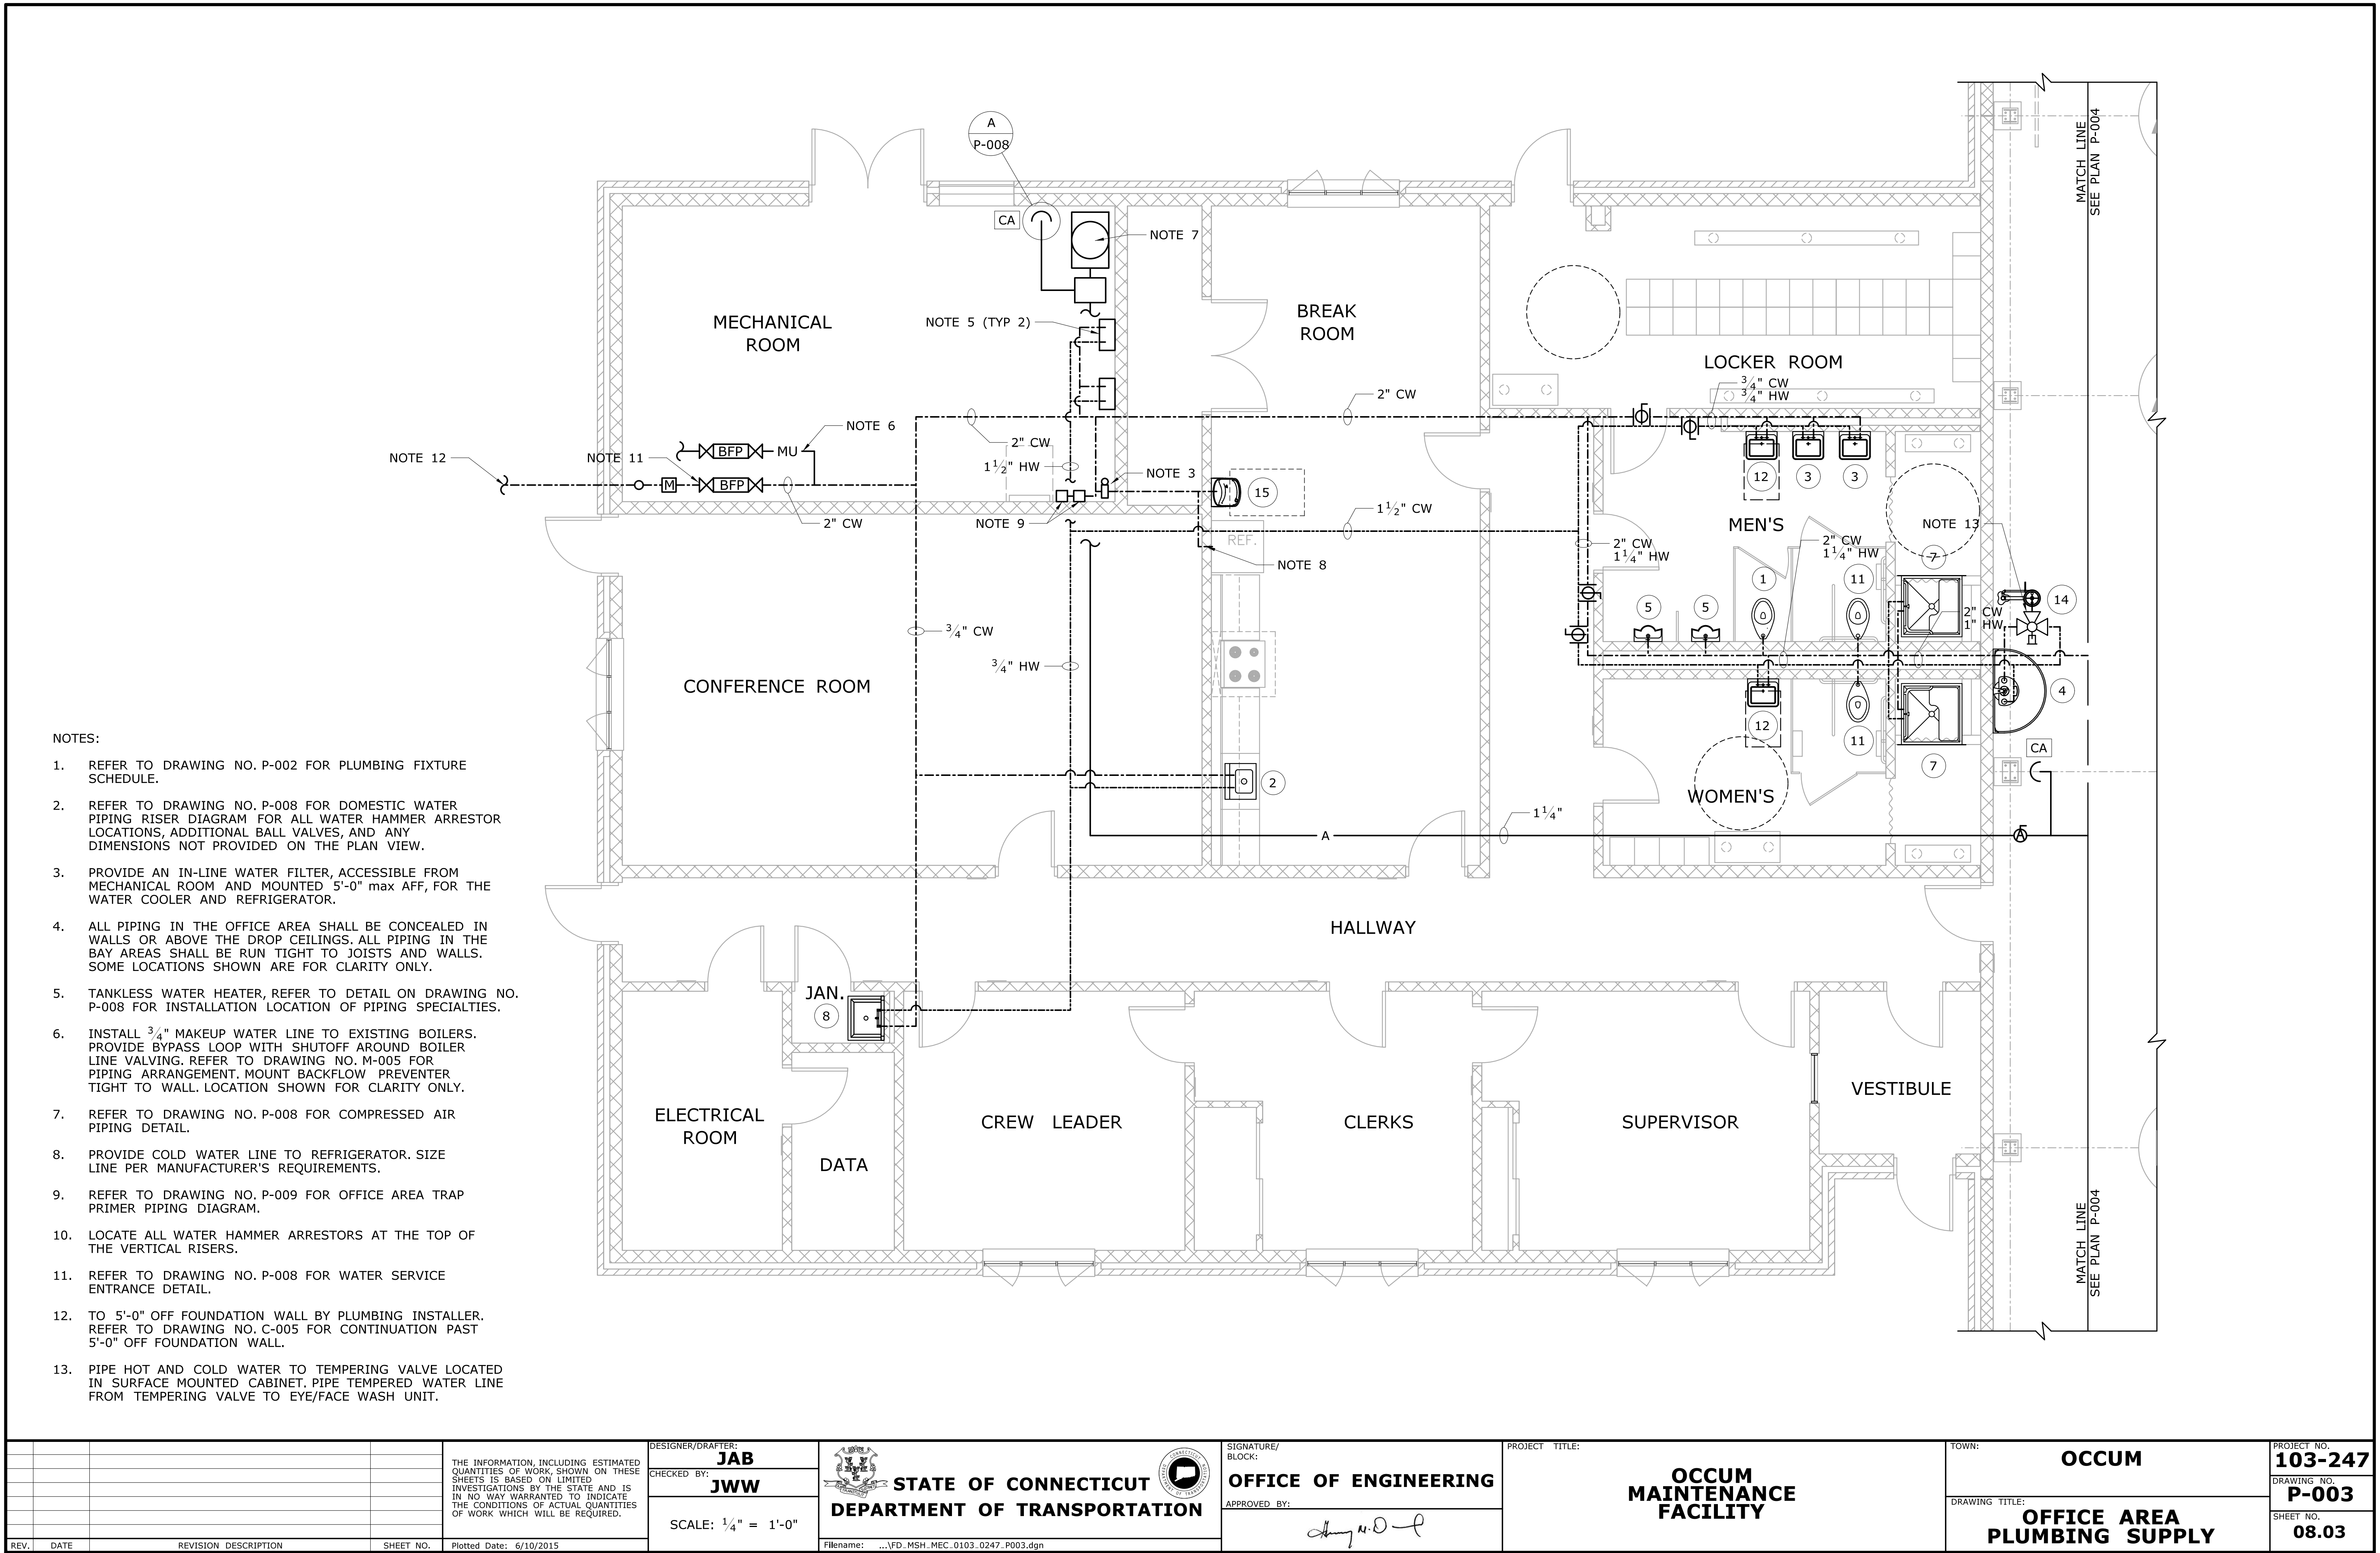 A
P-008
CA
NOTE 7
MATCH LINE
SEE PLAN P-004
MECHANICAL
ROOM
NOTE 5 (TYP 2)
BREAK
ROOM
LOCKER ROOM
3/4" CW
3/4" HW
2" CW
NOTE 6
2" CW
1 1/2" HW
NOTE 12
NOTE 11
BFP
MU
M
BFP
NOTE 3
15
12
3
3
2" CW
NOTE 9
1 1/2" CW
REF.
NOTE 8
MEN'S
NOTE 13
2" CW
1 1/4" HW
2" CW
1 1/4" HW
7
1
11
5
5
14
2" CW
1" HW
3/4" CW
3/4" HW
CONFERENCE ROOM
12
11
4
7
CA
2
WOMEN'S
1 1/4"
A
A
HALLWAY
JAN.
8
ELECTRICAL
ROOM
DATA
CREW LEADER
CLERKS
SUPERVISOR
VESTIBULE
MATCH LINE
SEE PLAN P-004
NOTES:
1. REFER TO DRAWING NO. P-002 FOR PLUMBING FIXTURE
SCHEDULE.
2. REFER TO DRAWING NO. P-008 FOR DOMESTIC WATER
PIPING RISER DIAGRAM FOR ALL WATER HAMMER ARRESTOR
LOCATIONS, ADDITIONAL BALL VALVES, AND ANY
DIMENSIONS NOT PROVIDED ON THE PLAN VIEW.
3. PROVIDE AN IN-LINE WATER FILTER, ACCESSIBLE FROM
MECHANICAL ROOM AND MOUNTED 5'-0" max AFF, FOR THE
WATER COOLER AND REFRIGERATOR.
4. ALL PIPING IN THE OFFICE AREA SHALL BE CONCEALED IN
WALLS OR ABOVE THE DROP CEILINGS. ALL PIPING IN THE
BAY AREAS SHALL BE RUN TIGHT TO JOISTS AND WALLS.
SOME LOCATIONS SHOWN ARE FOR CLARITY ONLY.
5. TANKLESS WATER HEATER, REFER TO DETAIL ON DRAWING NO.
P-008 FOR INSTALLATION LOCATION OF PIPING SPECIALTIES.
6. INSTALL 3/4" MAKEUP WATER LINE TO EXISTING BOILERS.
PROVIDE BYPASS LOOP WITH SHUTOFF AROUND BOILER
LINE VALVING. REFER TO DRAWING NO. M-005 FOR
PIPING ARRANGEMENT. MOUNT BACKFLOW PREVENTER
TIGHT TO WALL. LOCATION SHOWN FOR CLARITY ONLY.
7. REFER TO DRAWING NO. P-008 FOR COMPRESSED AIR
PIPING DETAIL.
8. PROVIDE COLD WATER LINE TO REFRIGERATOR. SIZE
LINE PER MANUFACTURER'S REQUIREMENTS.
9. REFER TO DRAWING NO. P-009 FOR OFFICE AREA TRAP
PRIMER PIPING DIAGRAM.
10. LOCATE ALL WATER HAMMER ARRESTORS AT THE TOP OF
THE VERTICAL RISERS.
11. REFER TO DRAWING NO. P-008 FOR WATER SERVICE
ENTRANCE DETAIL.
12. TO 5'-0" OFF FOUNDATION WALL BY PLUMBING INSTALLER.
REFER TO DRAWING NO. C-005 FOR CONTINUATION PAST
5'-0" OFF FOUNDATION WALL.
13. PIPE HOT AND COLD WATER TO TEMPERING VALVE LOCATED
IN SURFACE MOUNTED CABINET. PIPE TEMPERED WATER LINE
FROM TEMPERING VALVE TO EYE/FACE WASH UNIT.
REV. DATE REVISION DESCRIPTION SHEET NO.
THE INFORMATION, INCLUDING ESTIMATED
QUANTITIES OF WORK, SHOWN ON THESE
SHEETS IS BASED ON LIMITED
INVESTIGATIONS BY THE STATE AND IS
IN NO WAY WARRANTED TO INDICATE
THE CONDITIONS OF ACTUAL QUANTITIES
OF WORK WHICH WILL BE REQUIRED.
Plotted Date: 6/10/2015
DESIGNER/DRAFTER:
JAB
CHECKED BY:
JWW
SCALE: 1/4" = 1'-0"
STATE OF CONNECTICUT
DEPARTMENT OF TRANSPORTATION
Filename: ...\FD_MSH_MEC_0103_0247_P003.dgn
SIGNATURE/
BLOCK:
OFFICE OF ENGINEERING
APPROVED BY:
PROJECT TITLE:
OCCUM
MAINTENANCE
FACILITY
TOWN:
OCCUM
DRAWING TITLE:
OFFICE AREA
PLUMBING SUPPLY
PROJECT NO.
103-247
DRAWING NO.
P-003
SHEET NO.
08.03